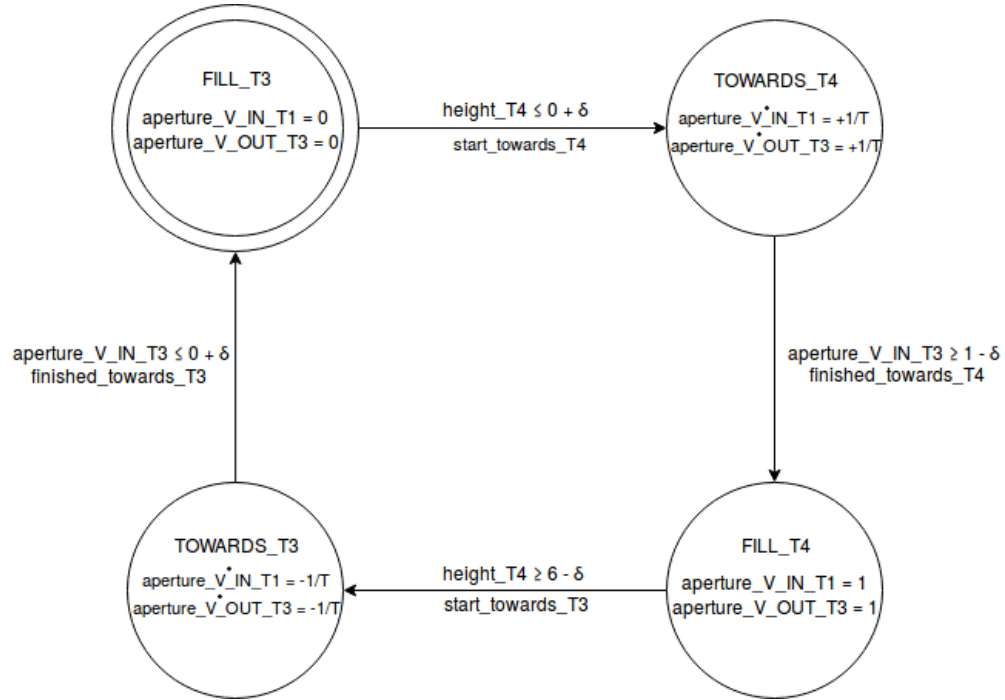 FILL_T3
aperture_V_IN_T1 = 0
aperture_V_OUT_T3 = 0
height_T4 ≤ 0 + δ
start_towards_T4
TOWARDS_T4
aperture_V̇_IN_T1 = +1/T
aperture_V̇_OUT_T3 = +1/T
aperture_V_IN_T3 ≤ 0 + δ
finished_towards_T3
aperture_V_IN_T3 ≥ 1 - δ
finished_towards_T4
TOWARDS_T3
aperture_V̇_IN_T1 = -1/T
aperture_V̇_OUT_T3 = -1/T
height_T4 ≥ 6 - δ
start_towards_T3
FILL_T4
aperture_V_IN_T1 = 1
aperture_V_OUT_T3 = 1